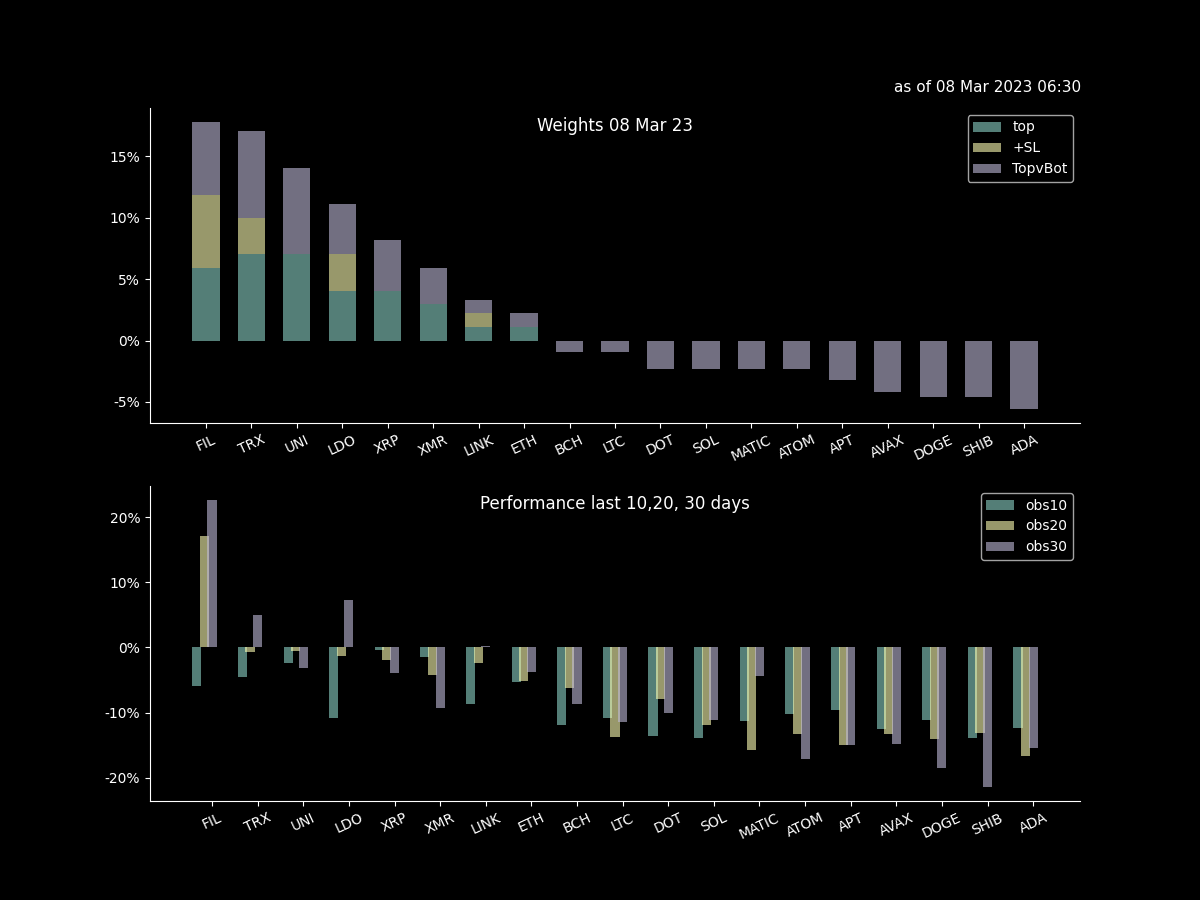 as of 08 Mar 2023 06:30
Weights 08 Mar 23
top
+SL
TopvBot
15%
10%
5%
0%
-5%
FIL TRX UNI LDO XRP XMR LINK ETH BCH LTC DOT SOL MATIC ATOM APT AVAX DOGE SHIB ADA
Performance last 10,20, 30 days
obs10
obs20
obs30
20%
10%
0%
-10%
-20%
FIL TRX UNI LDO XRP XMR LINK ETH BCH LTC DOT SOL MATIC ATOM APT AVAX DOGE SHIB ADA